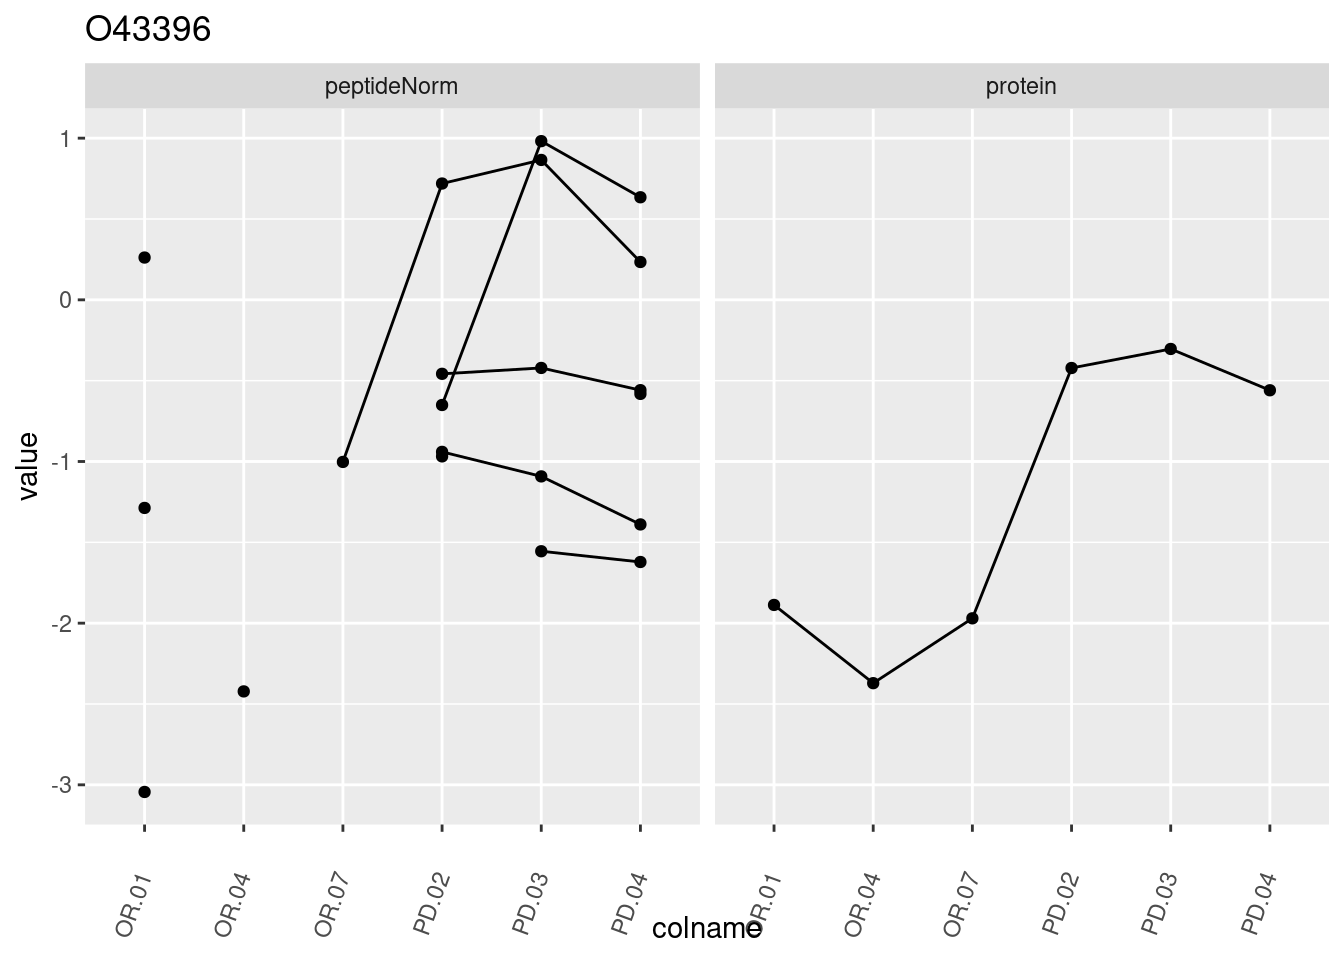 O43396
peptideNorm
protein
1
0
-1
-2
-3
value
OR.01
OR.04
OR.07
PD.02
PD.03
PD.04
OR.01
OR.04
OR.07
PD.02
PD.03
PD.04
colname